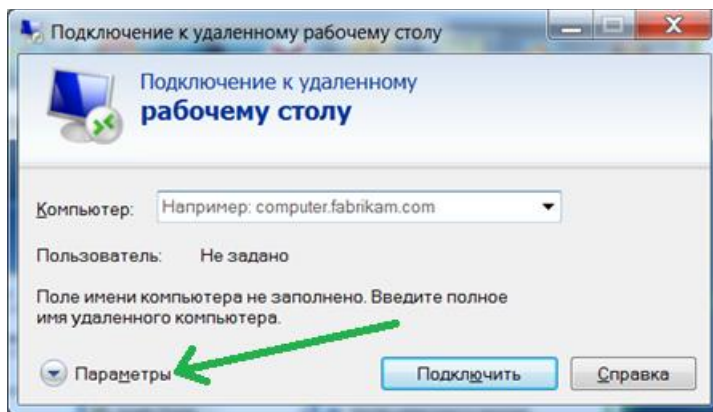 Подключение к удаленному рабочему столу
Подключение к удаленному
рабочему столу
Компьютер: Например: computer.fabrikam.com
Пользователь: Не задано
Поле имени компьютера не заполнено. Введите полное
имя удаленного компьютера.
Параметры Подключить Справка